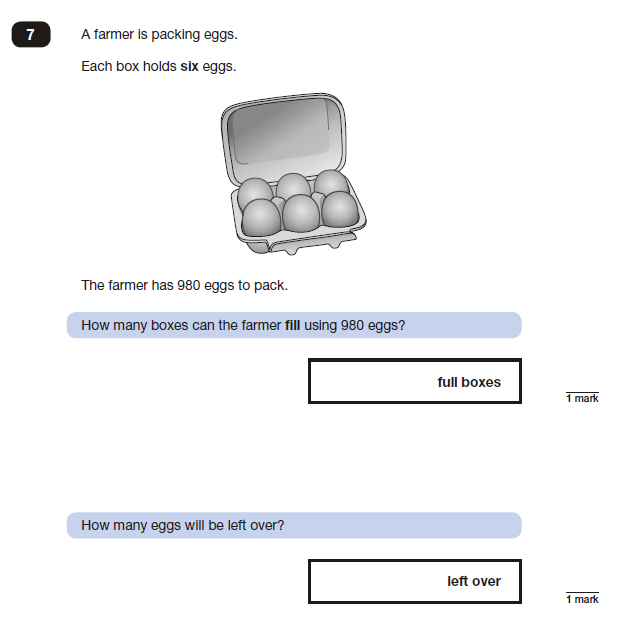 7
A farmer is packing eggs.
Each box holds six eggs.
The farmer has 980 eggs to pack.
How many boxes can the farmer fill using 980 eggs?
full boxes
1 mark
How many eggs will be left over?
left over
1 mark